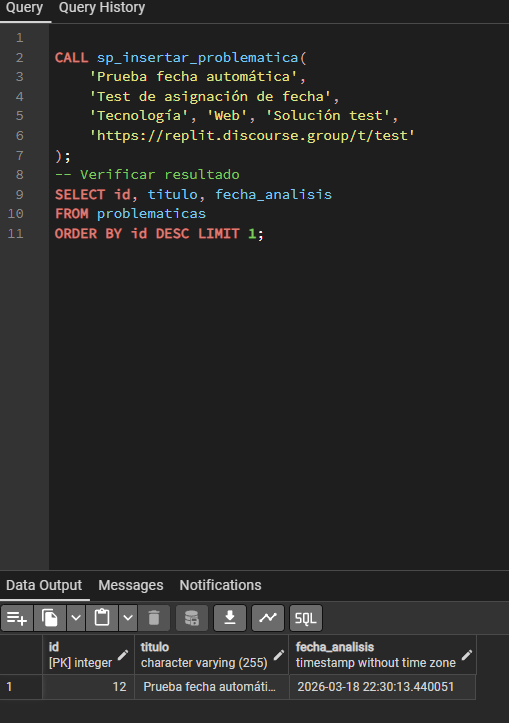 Query Query History
1
2 CALL sp_insertar_problematica(
3 'Prueba fecha automática',
4 'Test de asignación de fecha',
5 'Tecnología', 'Web', 'Solución test',
6 'https://replit.discourse.group/t/test'
7 );
8 -- Verificar resultado
9 SELECT id, titulo, fecha_analisis
10 FROM problematicas
11 ORDER BY id DESC LIMIT 1;
Data Output Messages Notifications
SQL
id titulo fecha_analisis
[PK] integer character varying (255) timestamp without time zone
1 12 Prueba fecha automáti... 2026-03-18 22:30:13.440051